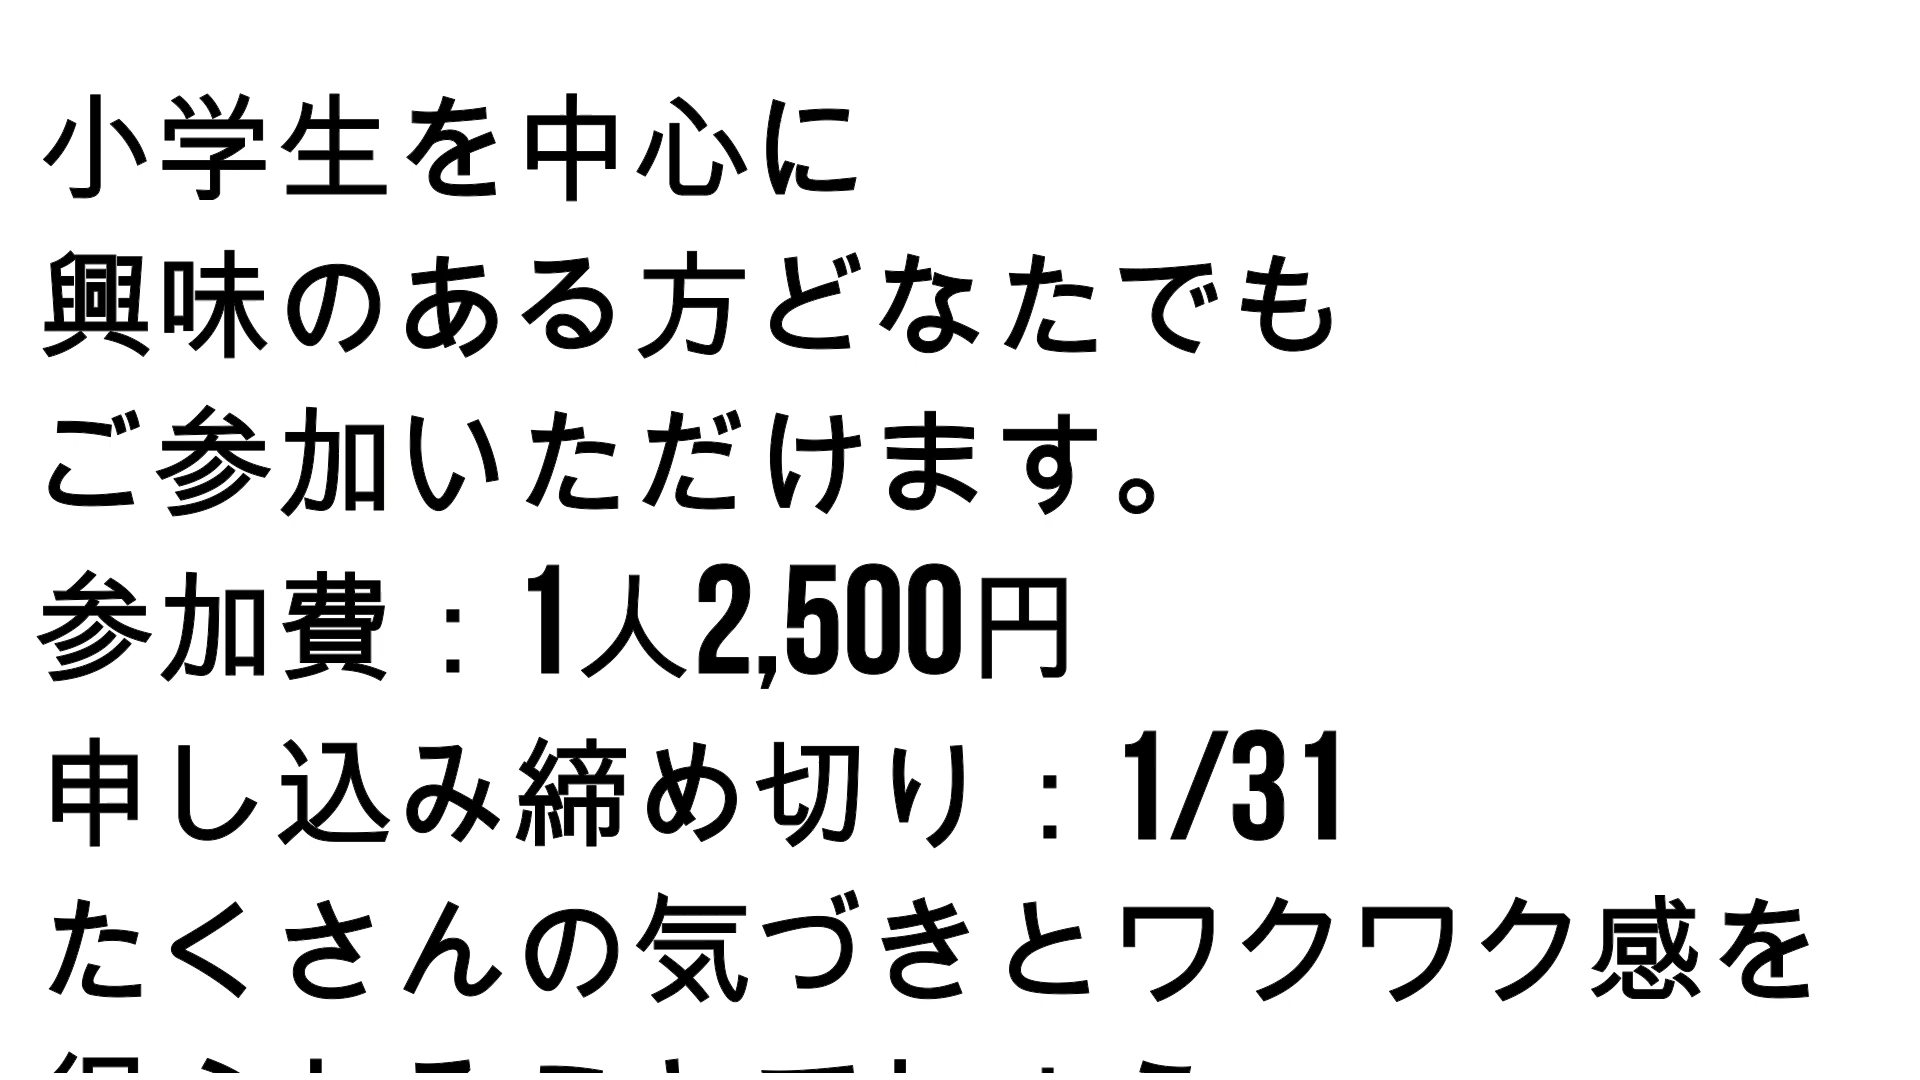 小学生を中心に
興味のある方どなたでも
ご参加いただけます。
参加費：1人2,500円
申し込み締め切り：1/31
たくさんの気づきとワクワク感を